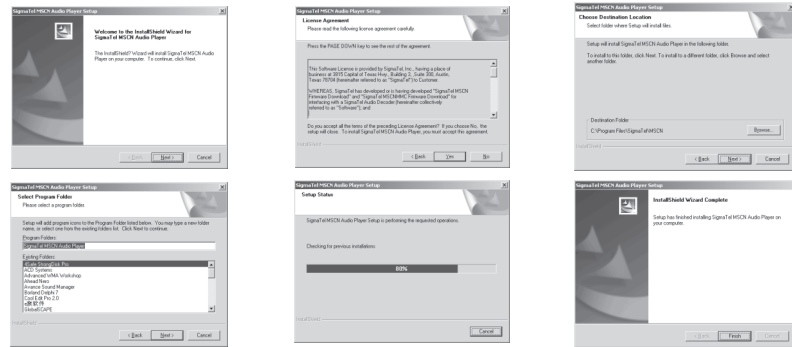 SigmaTel MSCN Audio Player Setup
Welcome to the InstallShield Wizard for
SigmaTel MSCN Audio Player
The InstallShield? Wizard will install SigmaTel MSCN Audio
Player on your computer. To continue, click Next.
< Back
Next >
Cancel
SigmaTel MSCN Audio Player Setup
License Agreement
Please read the following license agreement carefully.
Press the PAGE DOWN key to see the rest of the agreement.
This Software License is provided by SigmaTel, Inc., having a place of
business at 3815 Capital of Texas Hwy., Building 3, Suite 300, Austin,
Texas 78704 (hereinafter referred to as "SigmaTel") to Customer
WHEREAS, SigmaTel has developed or is having developed "SigmaTel MSCN
Firmware Download" and "SigmaTel MSCNMMC Firmware Download" for
interfacing with a SigmaTel Audio Decoder (hereinafter collectively
referred to as "Software"); and
Do you accept all the terms of the preceding License Agreement? If you choose No, the
setup will close. To install SigmaTel MSCN Audio Player, you must accept this agreement.
InstallShield
< Back
Yes
No
SigmaTel MSCN Audio Player Setup
Choose Destination Location
Select folder where Setup will install files.
Setup will install SigmaTel MSCN Audio Player in the following folder.
To install to this folder, click Next. To install to a different folder, click Browse and select
another folder.
Destination Folder
C:\Program Files\SigmaTel\MSCN
Browse...
InstallShield
< Back
Next >
Cancel
SigmaTel MSCN Audio Player Setup
Select Program Folder
Please select a program folder.
Setup will add program icons to the Program Folder listed below. You may type a new folder
name, or select one from the existing folders list. Click Next to continue.
Program Folders:
SigmaTel MSCN Audio Player
Existing Folders:
StrongDisk Pro
ACD Systems
Advanced WMA Workshop
Ahead Nero
Avance Sound Manager
Borland Delphi 7
Cool Edit Pro 2.0
GlobalSCAPE
InstallShield
< Back
Next >
Cancel
SigmaTel MSCN Audio Player Setup
Setup Status
SigmaTel MSCN Audio Player Setup is performing the requested operations.
Checking for previous installations.
80%
InstallShield
Cancel
SigmaTel MSCN Audio Player Setup
InstallShield Wizard Complete
Setup has finished installing SigmaTel MSCN Audio Player on
your computer.
< Back
Finish
Cancel